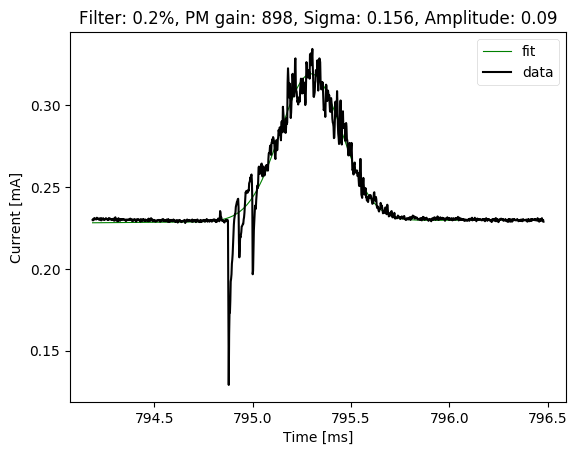 Filter: 0.2%, PM gain: 898, Sigma: 0.156, Amplitude: 0.09
fit
data
0.30
0.25
0.20
0.15
Current [mA]
794.5 795.0 795.5 796.0 796.5
Time [ms]